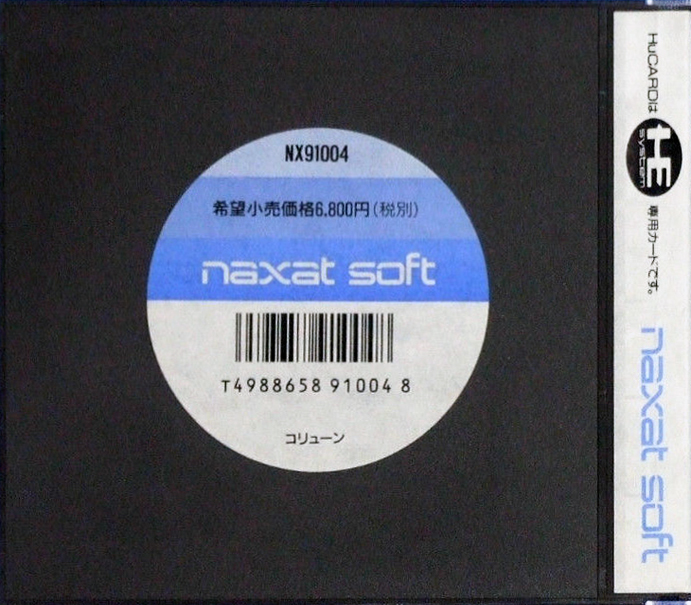 NX91004
希望小売価格6,800円(税別)
naxat soft
T4988658 91004 8
コリューン
HuCARDは HE system 専用カードです。
naxat soft